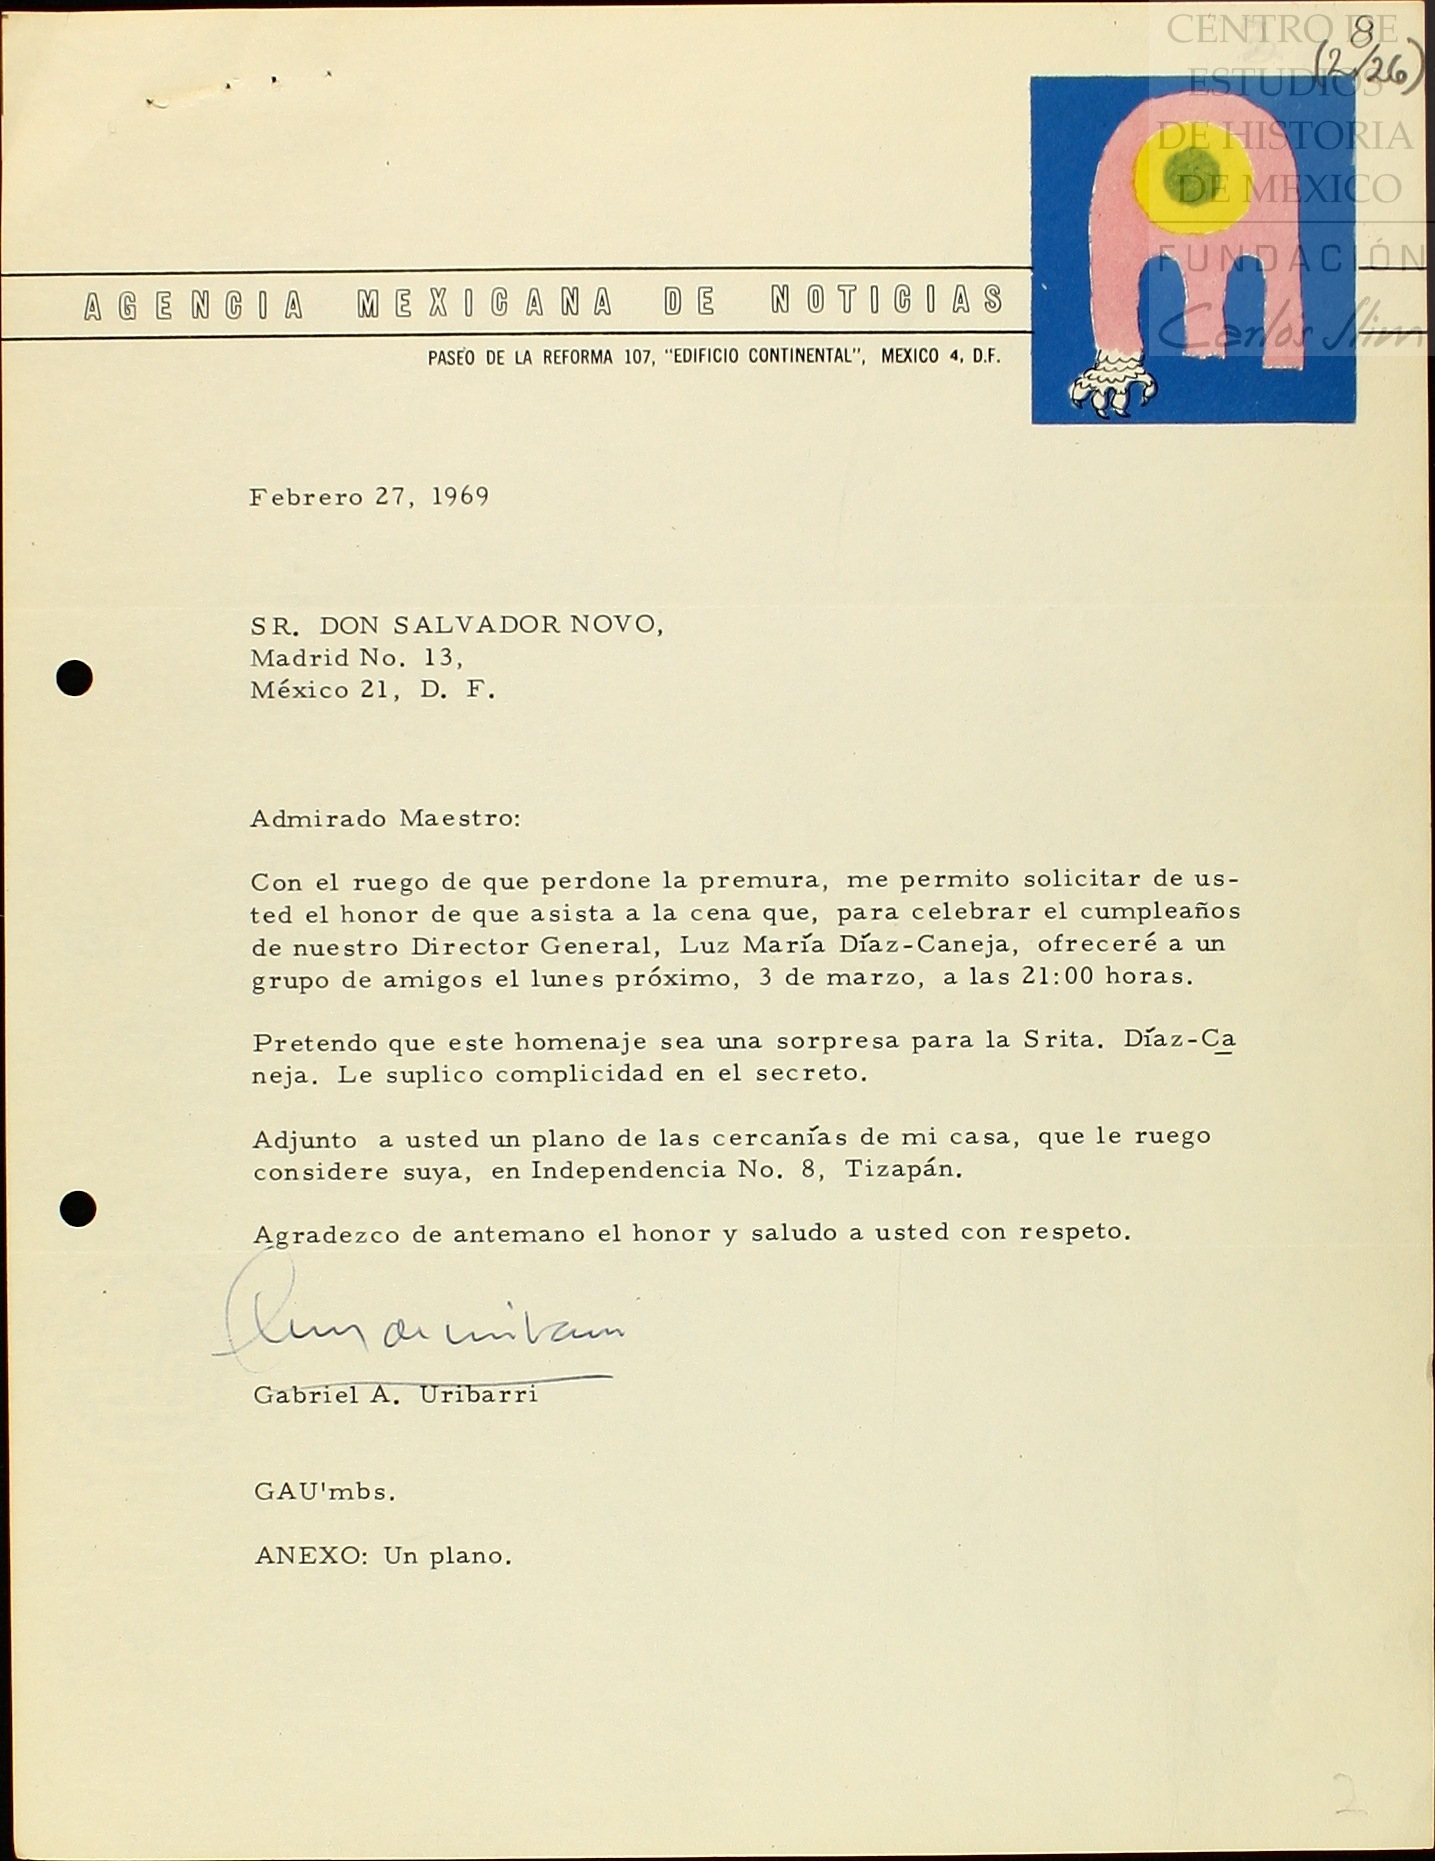 8
(2/26)
CENTRO DE
ESTUDIOS
DE HISTORIA
DE MEXICO
FUNDACIÓN
Carlos Slim
AGENCIA MEXICANA DE NOTICIAS
PASEO DE LA REFORMA 107, "EDIFICIO CONTINENTAL", MEXICO 4, D.F.
Febrero 27, 1969
SR. DON SALVADOR NOVO,
Madrid No. 13,
México 21, D. F.
Admirado Maestro:
Con el ruego de que perdone la premura, me permito solicitar de us-
ted el honor de que asista a la cena que, para celebrar el cumpleaños
de nuestro Director General, Luz María Díaz-Caneja, ofreceré a un
grupo de amigos el lunes próximo, 3 de marzo, a las 21:00 horas.
Pretendo que este homenaje sea una sorpresa para la Srita. Díaz-Ca
neja. Le suplico complicidad en el secreto.
Adjunto a usted un plano de las cercanías de mi casa, que le ruego
considere suya, en Independencia No. 8, Tizapán.
Agradezco de antemano el honor y saludo a usted con respeto.
Gabriel A. Uribarri
GAU'mbs.
ANEXO: Un plano.
2